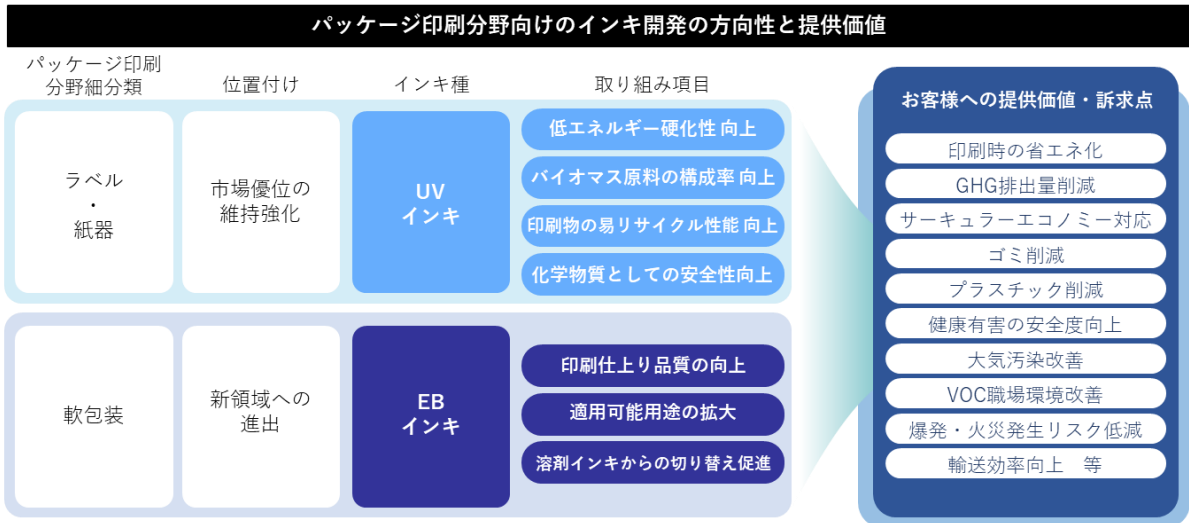 パッケージ印刷分野向けのインキ開発の方向性と提供価値
パッケージ印刷
分野細分類
位置付け
インキ種
取り組み項目
ラベル
・
紙器
市場優位の
維持強化
UV
インキ
低エネルギー硬化性 向上
バイオマス原料の構成率 向上
印刷物の易リサイクル性能 向上
化学物質としての安全性向上
軟包装
新領域への
進出
EB
インキ
印刷仕上り品質の向上
適用可能用途の拡大
溶剤インキからの切り替え促進
お客様への提供価値・訴求点
印刷時の省エネ化
GHG排出量削減
サーキュラーエコノミー対応
ゴミ削減
プラスチック削減
健康有害の安全度向上
大気汚染改善
VOC職場環境改善
爆発・火災発生リスク低減
輸送効率向上　等